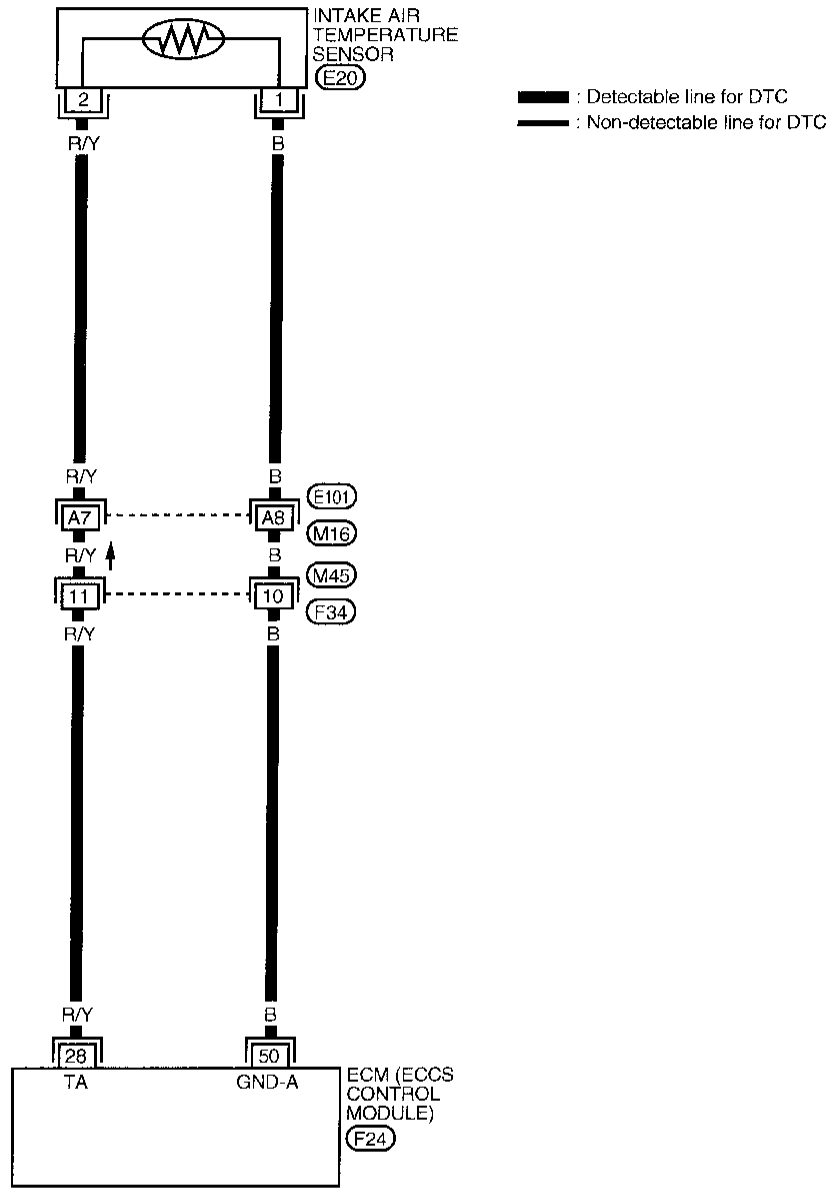 INTAKE AIR
TEMPERATURE
SENSOR
E20
2
1
: Detectable line for DTC
: Non-detectable line for DTC
R/Y
B
R/Y
B
E101
A7
A8
M16
R/Y
B
M45
11
10
F34
R/Y
B
R/Y
B
28
50
TA
GND-A
ECM (ECCS
CONTROL
MODULE)
F24